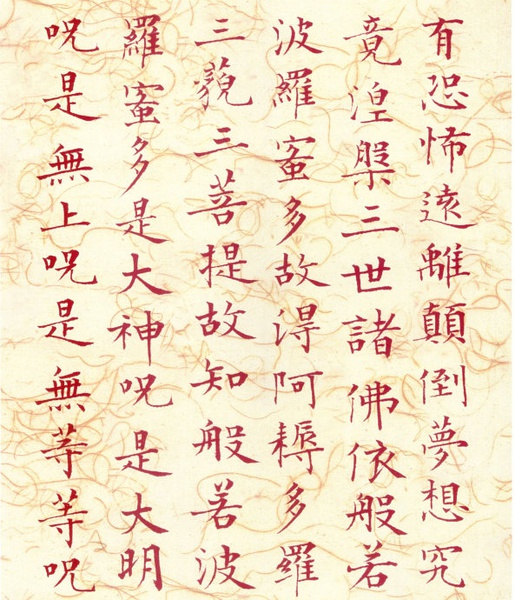 有恐怖遠離顛倒夢想究
竟涅槃三世諸佛依般若
波羅蜜多故得阿耨多羅
三藐三菩提故知般若波
羅蜜多是大神呪是大明
呪是無上呪是無等等呪